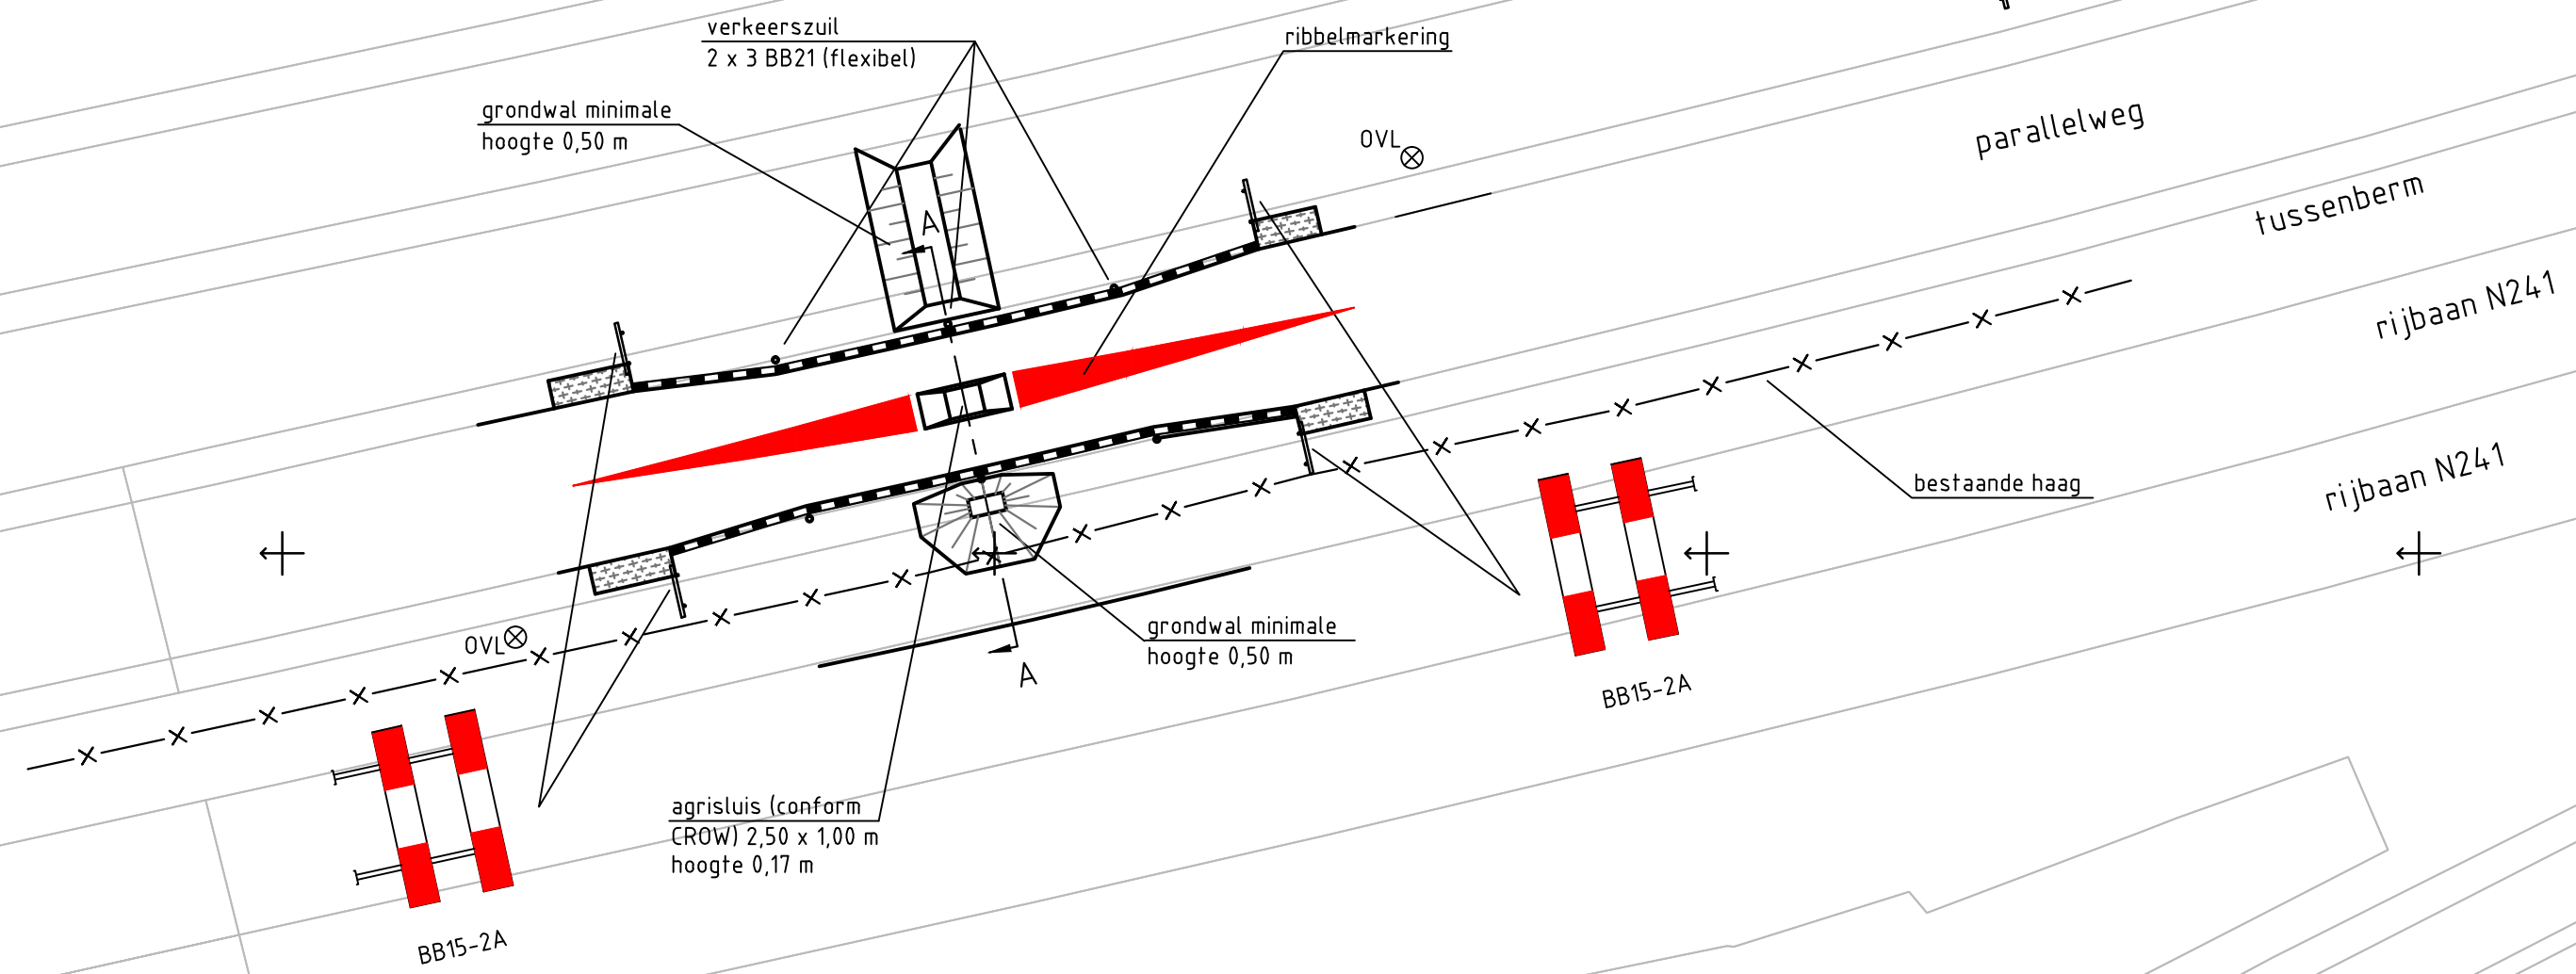 verkeerszuil
2 x 3 BB21 (flexibel)
ribbelmarkering
grondwal minimale
hoogte 0,50 m
OVL
parallelweg
tussenberm
A
rijbaan N241
rijbaan N241
bestaande haag
OVL
grondwal minimale
hoogte 0,50 m
A
BB15-2A
agrisluis (conform
CROW) 2,50 x 1,00 m
hoogte 0,17 m
BB15-2A